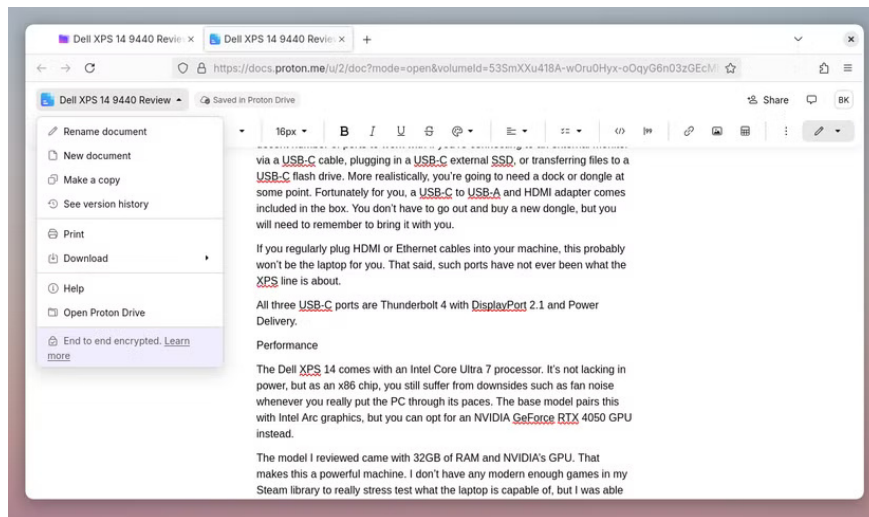 Dell XPS 14 9440 Review
Dell XPS 14 9440 Review
https://docs.proton.me/u/2/doc?mode=open&volumeId=53SmXXu418A-wOru0Hyx-oOqyG6n03zGEcM
Dell XPS 14 9440 Review
Saved in Proton Drive
Share
BK
16px
B I U S
Rename document
New document
Make a copy
See version history
Print
Download
Help
Open Proton Drive
End to end encrypted. Learn
more
via a USB-C cable, plugging in a USB-C external SSD, or transferring files to a
USB-C flash drive. More realistically, you're going to need a dock or dongle at
some point. Fortunately for you, a USB-C to USB-A and HDMI adapter comes
included in the box. You don't have to go out and buy a new dongle, but you
will need to remember to bring it with you.
If you regularly plug HDMI or Ethernet cables into your machine, this probably
won't be the laptop for you. That said, such ports have not ever been what the
XPS line is about.
All three USB-C ports are Thunderbolt 4 with DisplayPort 2.1 and Power
Delivery.
Performance
The Dell XPS 14 comes with an Intel Core Ultra 7 processor. It's not lacking in
power, but as an x86 chip, you still suffer from downsides such as fan noise
whenever you really put the PC through its paces. The base model pairs this
with Intel Arc graphics, but you can opt for an NVIDIA GeForce RTX 4050 GPU
instead.
The model I reviewed came with 32GB of RAM and NVIDIA's GPU. That
makes this a powerful machine. I don't have any modern enough games in my
Steam library to really stress test what the laptop is capable of, but I was able